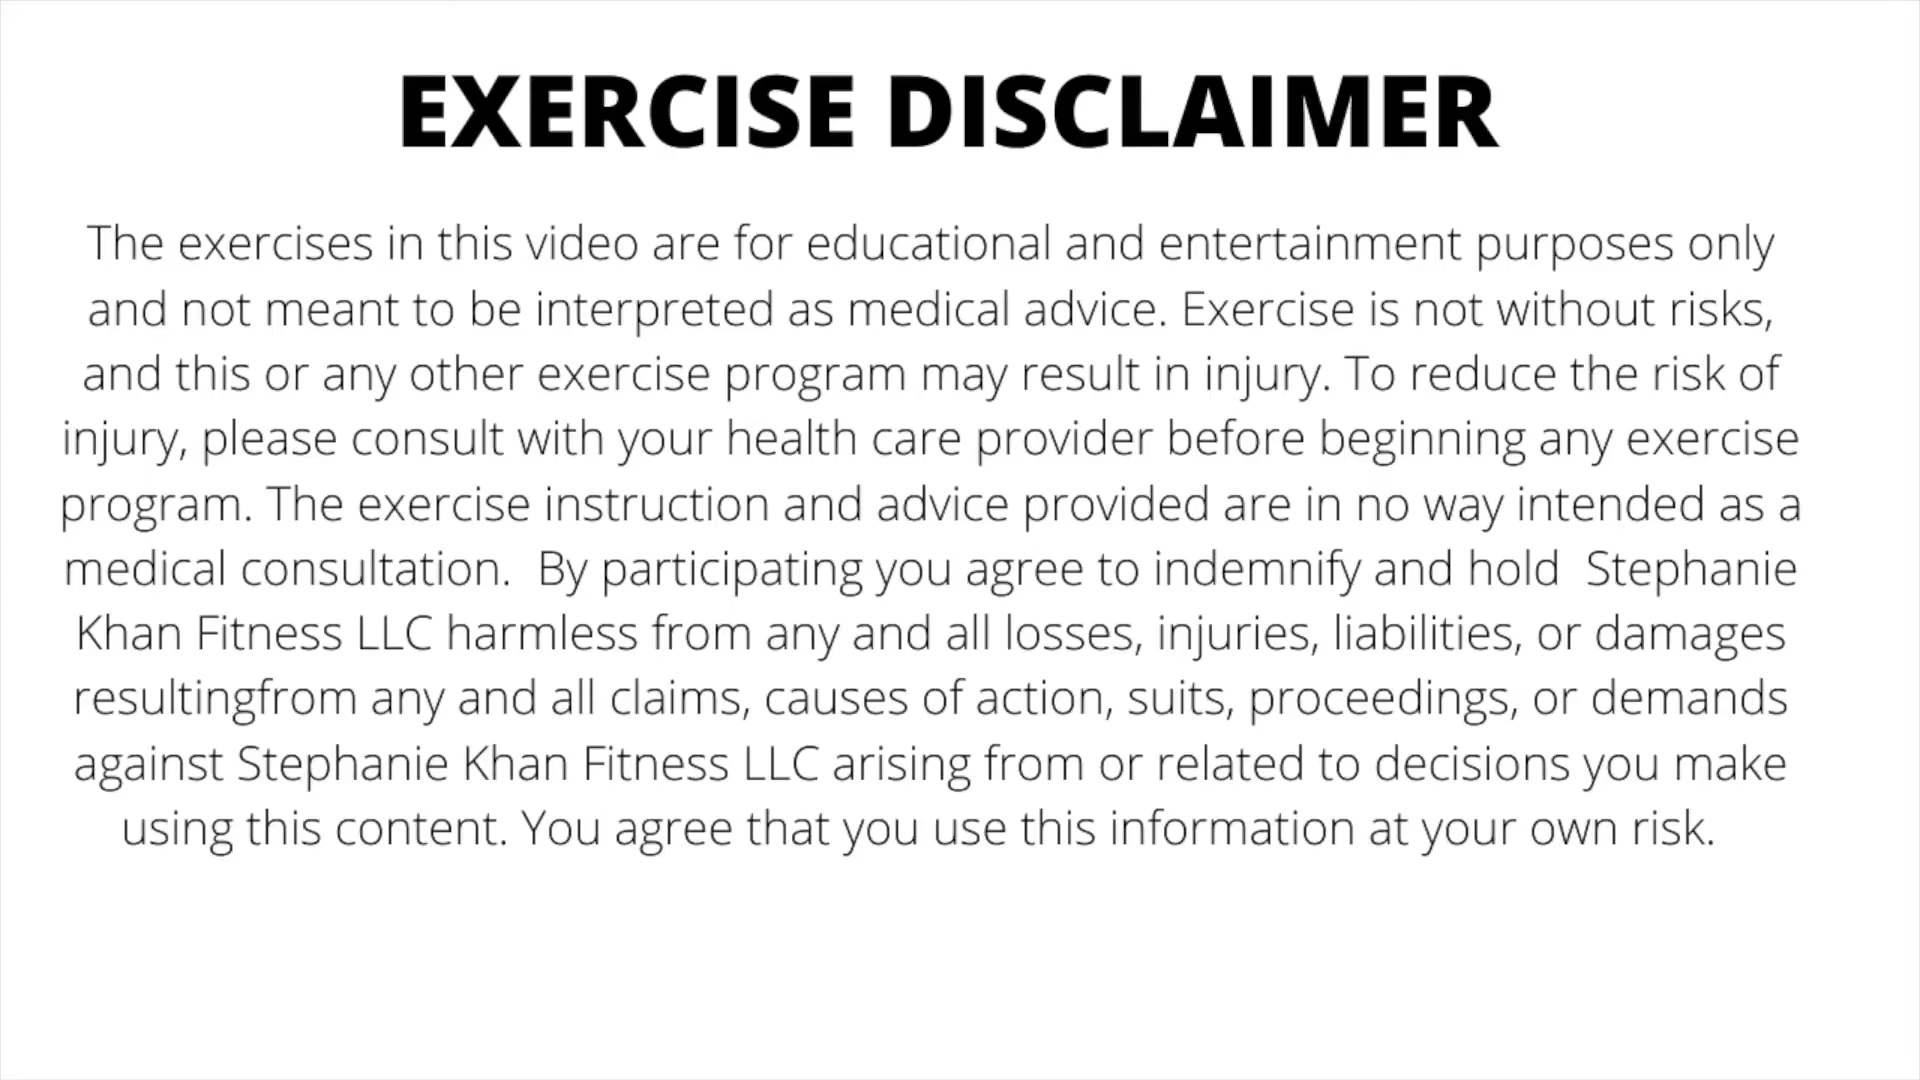 EXERCISE DISCLAIMER
The exercises in this video are for educational and entertainment purposes only
and not meant to be interpreted as medical advice. Exercise is not without risks,
and this or any other exercise program may result in injury. To reduce the risk of
injury, please consult with your health care provider before beginning any exercise
program. The exercise instruction and advice provided are in no way intended as a
medical consultation.  By participating you agree to indemnify and hold  Stephanie
Khan Fitness LLC harmless from any and all losses, injuries, liabilities, or damages
resultingfrom any and all claims, causes of action, suits, proceedings, or demands
against Stephanie Khan Fitness LLC arising from or related to decisions you make
using this content. You agree that you use this information at your own risk.